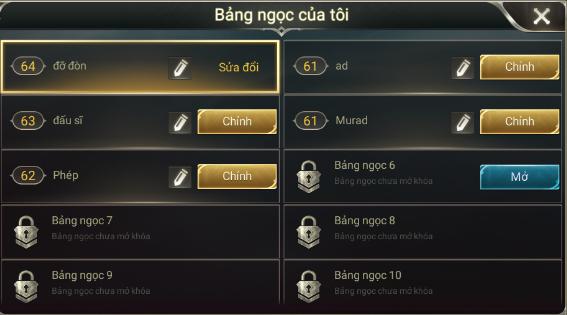 Bảng ngọc của tôi
64 đỡ đòn Sửa đổi
61 ad Chỉnh
63 đấu sĩ Chỉnh
61 Murad Chỉnh
62 Phép Chỉnh
Bảng ngọc 6
Bảng ngọc chưa mở khóa
Mở
Bảng ngọc 7
Bảng ngọc chưa mở khóa
Bảng ngọc 8
Bảng ngọc chưa mở khóa
Bảng ngọc 9
Bảng ngọc chưa mở khóa
Bảng ngọc 10
Bảng ngọc chưa mở khóa